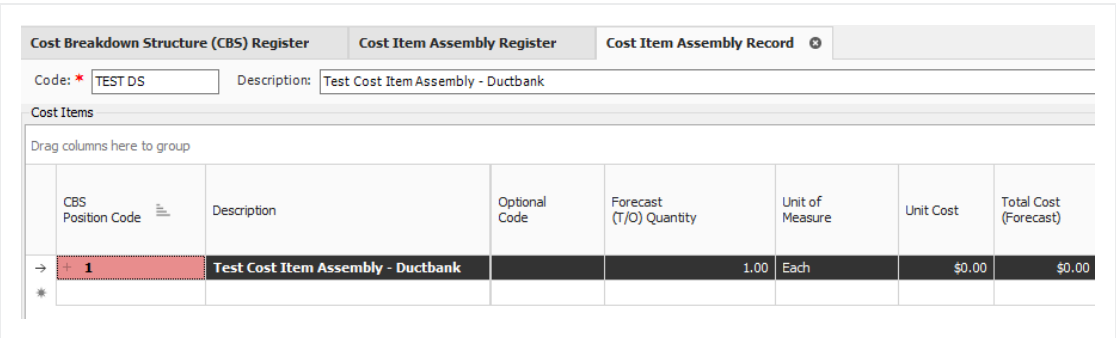 Cost Breakdown Structure (CBS) Register Cost Item Assembly Register Cost Item Assembly Record
Code: * TEST DS Description: Test Cost Item Assembly - Ductbank
Cost Items
Drag columns here to group
CBS
Position Code
Description
Optional
Code
Forecast
(T/O) Quantity
Unit of
Measure
Unit Cost
Total Cost
(Forecast)
1 Test Cost Item Assembly - Ductbank 1.00 Each $0.00 $0.00